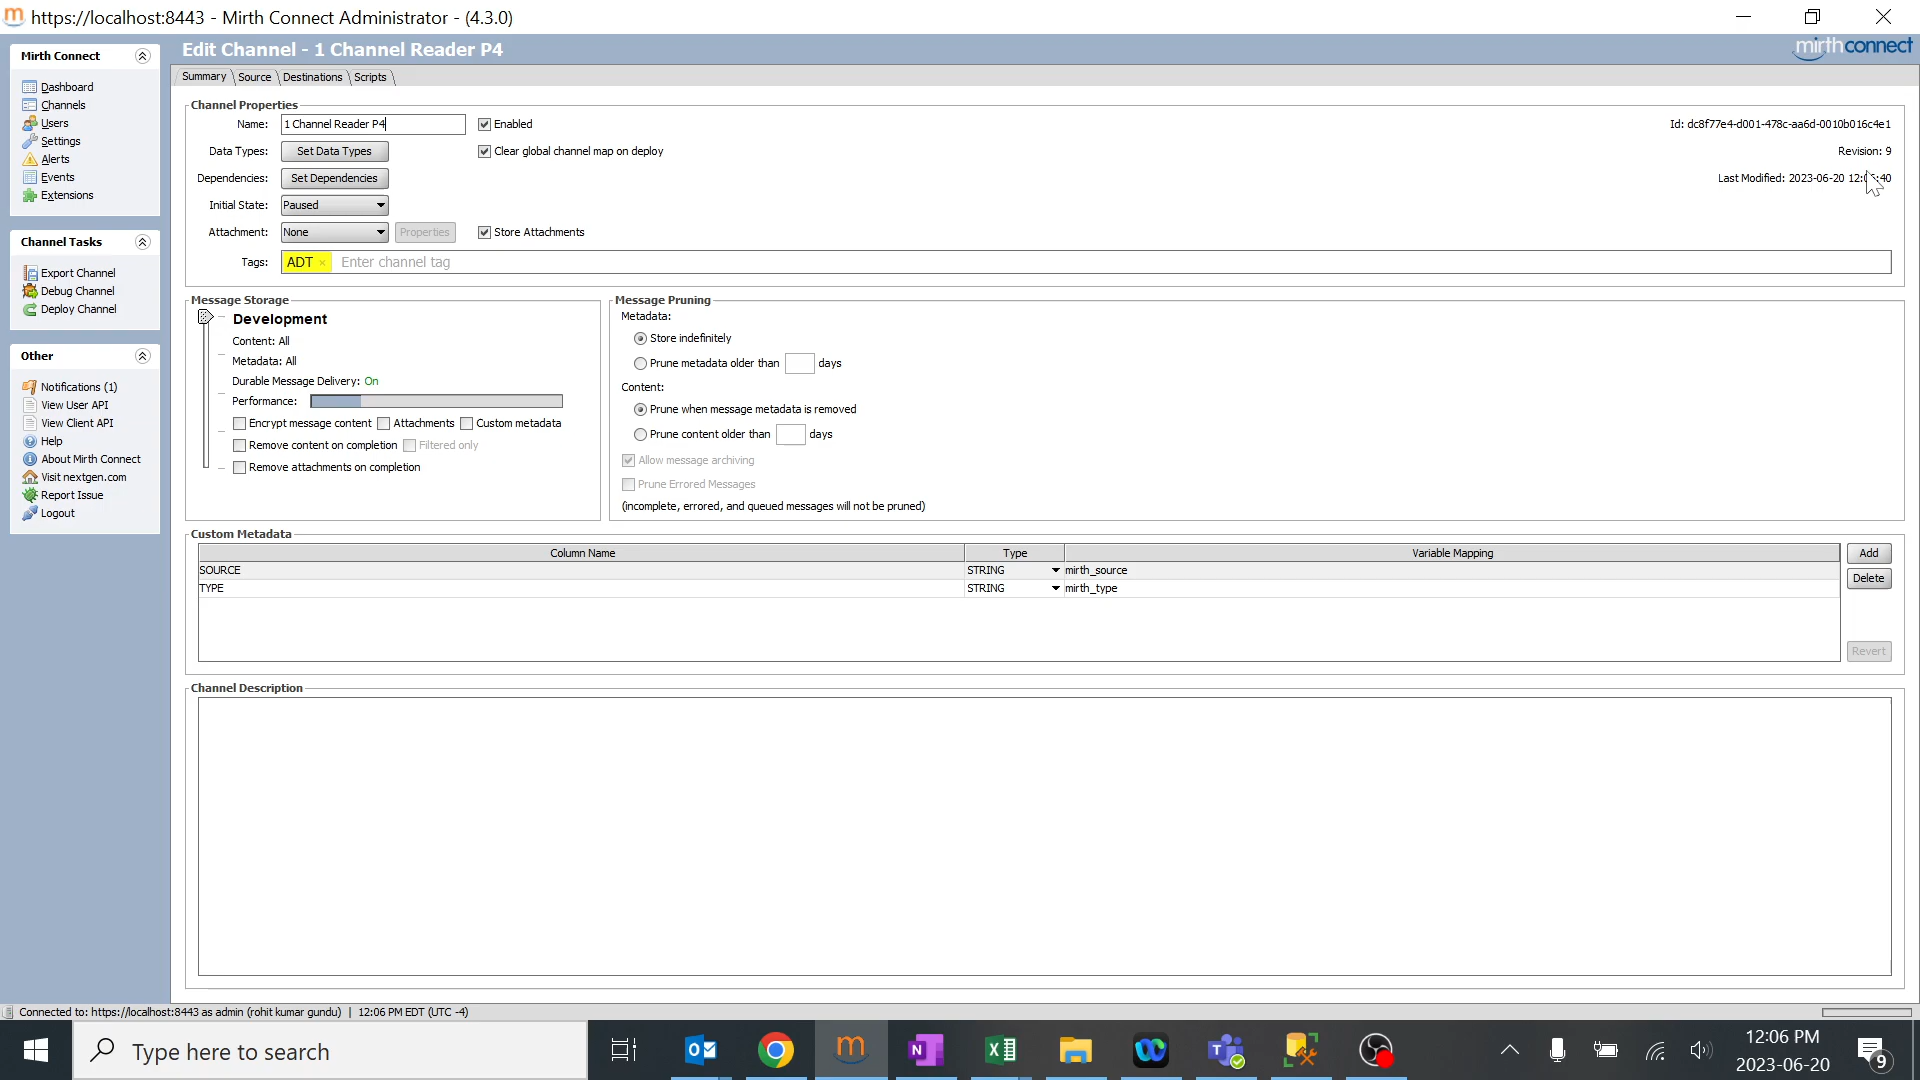 https://localhost:8443 - Mirth Connect Administrator - (4.3.0)
Mirth Connect
Dashboard
Channels
Users
Settings
Alerts
Events
Extensions
Channel Tasks
Export Channel
Debug Channel
Deploy Channel
Other
Notifications (1)
View User API
View Client API
Help
About Mirth Connect
Visit nextgen.com
Report Issue
Logout
Edit Channel - 1 Channel Reader P4
mirthconnect
Summary Source Destinations Scripts
Channel Properties
Name: 1 Channel Reader P4 Enabled Id: dc8f77e4-d001-478c-aa6d-0010b016c4e1
Data Types: Set Data Types Clear global channel map on deploy Revision: 9
Dependencies: Set Dependencies Last Modified: 2023-06-20
Initial State: Paused
Attachment: None Properties Store Attachments
Tags: ADT × Enter channel tag
Message Storage
Development
Content: All
Metadata: All
Durable Message Delivery: On
Performance:
Encrypt message content Attachments Custom metadata
Remove content on completion Filtered only
Remove attachments on completion
Message Pruning
Metadata:
Store indefinitely
Prune metadata older than days
Content:
Prune when message metadata is removed
Prune content older than days
Allow message archiving
Prune Errored Messages
(incomplete, errored, and queued messages will not be pruned)
Custom Metadata
Column Name Type Variable Mapping Add
SOURCE STRING mirth_source
TYPE STRING mirth_type Delete
Revert
Channel Description
Connected to: https://localhost:8443 as admin (rohit kumar gundu) | 12:06 PM EDT (UTC -4)
Type here to search
12:06 PM
2023-06-20
9